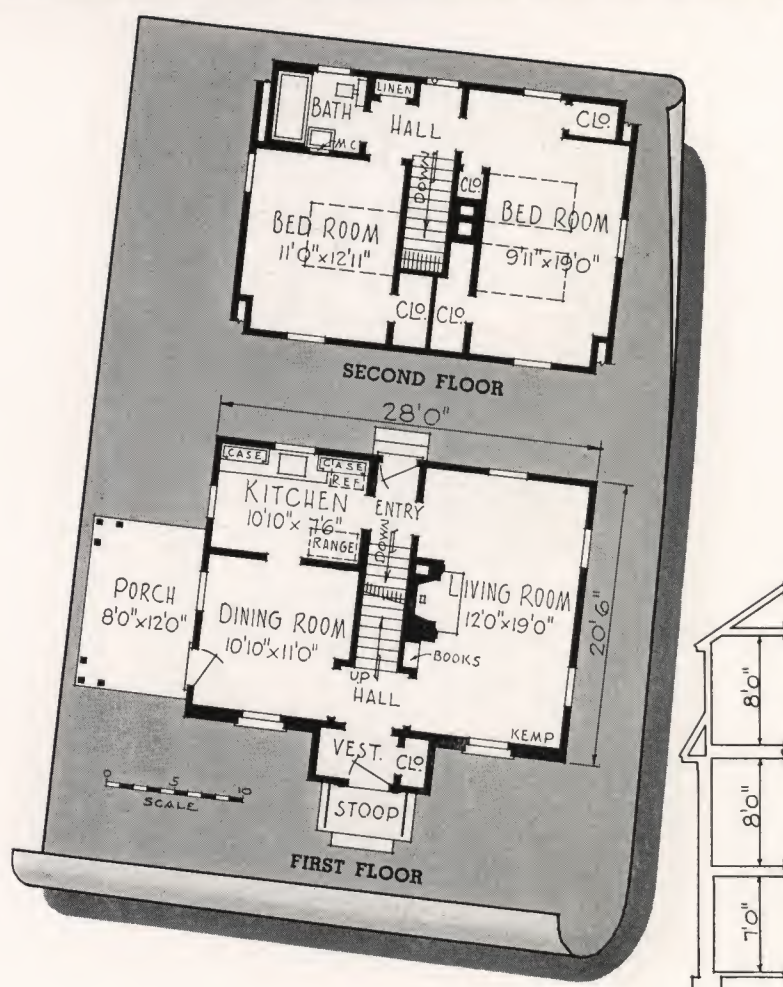 LINEN
BATH
HALL
CLO.
M.C.
DOWN
CLO.
BED ROOM
11'0"x12'11"
BED ROOM
9'11"x19'0"
CLO.
CLO.
SECOND FLOOR
28'0"
CASE
CASE
REF.
KITCHEN
10'10"x 7'6"
ENTRY
RANGE
DOWN
PORCH
8'0"x12'0"
DINING ROOM
10'10"x11'0"
LIVING ROOM
12'0"x19'0"
20'6"
BOOKS
UP
HALL
KEMP
VEST.
CLO.
0 5 10
SCALE
STOOP
FIRST FLOOR
8'0"
8'0"
7'0"